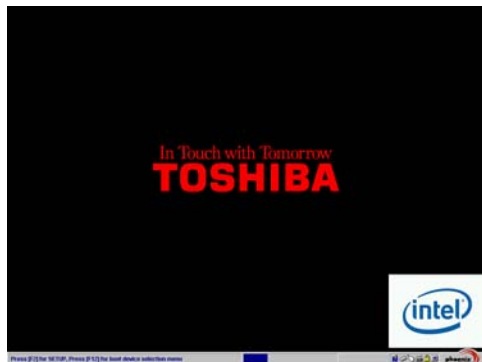 In Touch with Tomorrow
TOSHIBA
intel
Press [F2] for SETUP, Press [F12] for boot device selection menu
phoenix